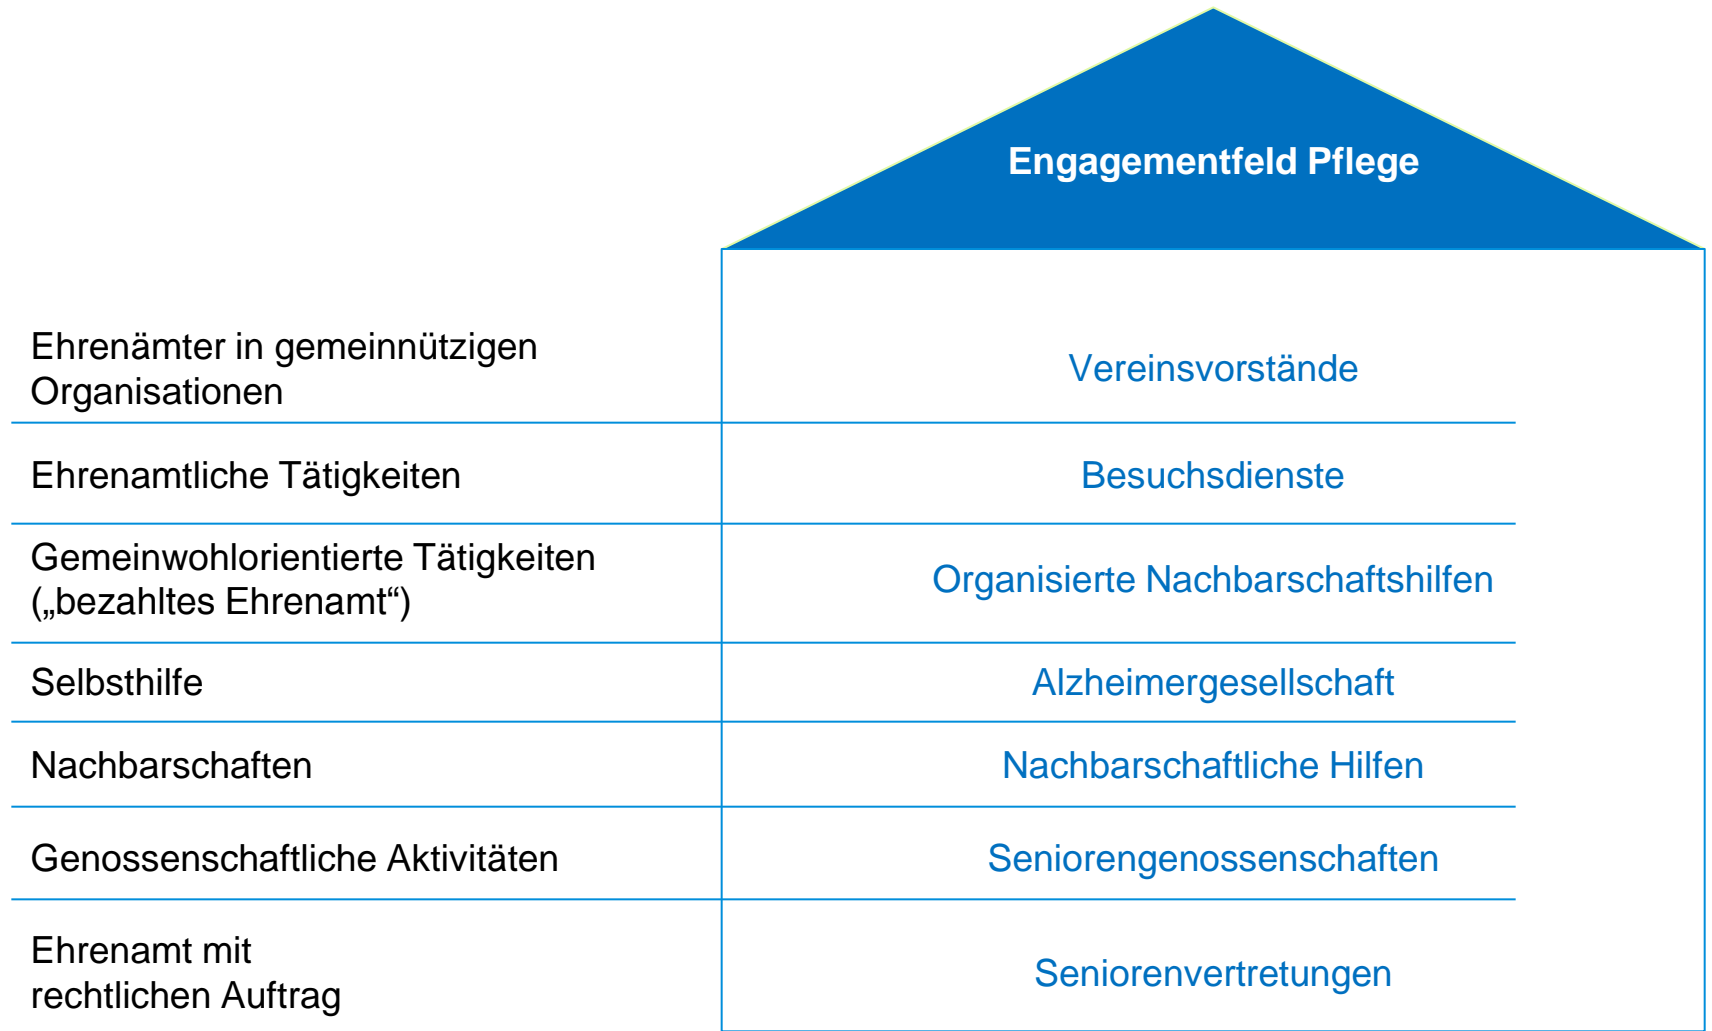 Engagementfeld Pflege
Ehrenämter in gemeinnützigen
Organisationen
Vereinsvorstände
Ehrenamtliche Tätigkeiten
Besuchsdienste
Gemeinwohlorientierte Tätigkeiten
(„bezahltes Ehrenamt“)
Organisierte Nachbarschaftshilfen
Selbsthilfe
Alzheimergesellschaft
Nachbarschaften
Nachbarschaftliche Hilfen
Genossenschaftliche Aktivitäten
Seniorengenossenschaften
Ehrenamt mit
rechtlichen Auftrag
Seniorenvertretungen